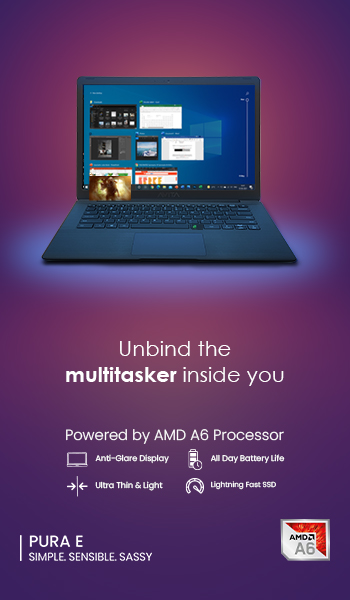 Unbind the
multitasker inside you
Powered by AMD A6 Processor
Anti-Glare Display
All Day Battery Life
Ultra Thin & Light
Lightning Fast SSD
PURA E
SIMPLE. SENSIBLE. SASSY
AMD
A6